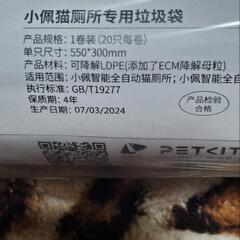 小佩猫厕所专用垃圾袋
产品规格: 1卷装 (20只每卷)
单只尺寸: 550*300mm
产品材质: 可降解LDPE(添加了ECM降解母粒)
适用范围: 小佩智能全自动猫厕所; 小佩智能
执行标准: GB/T19277
保质期: 4年
生产日期: 07/03/2024
产品检验
合格
PETKIT